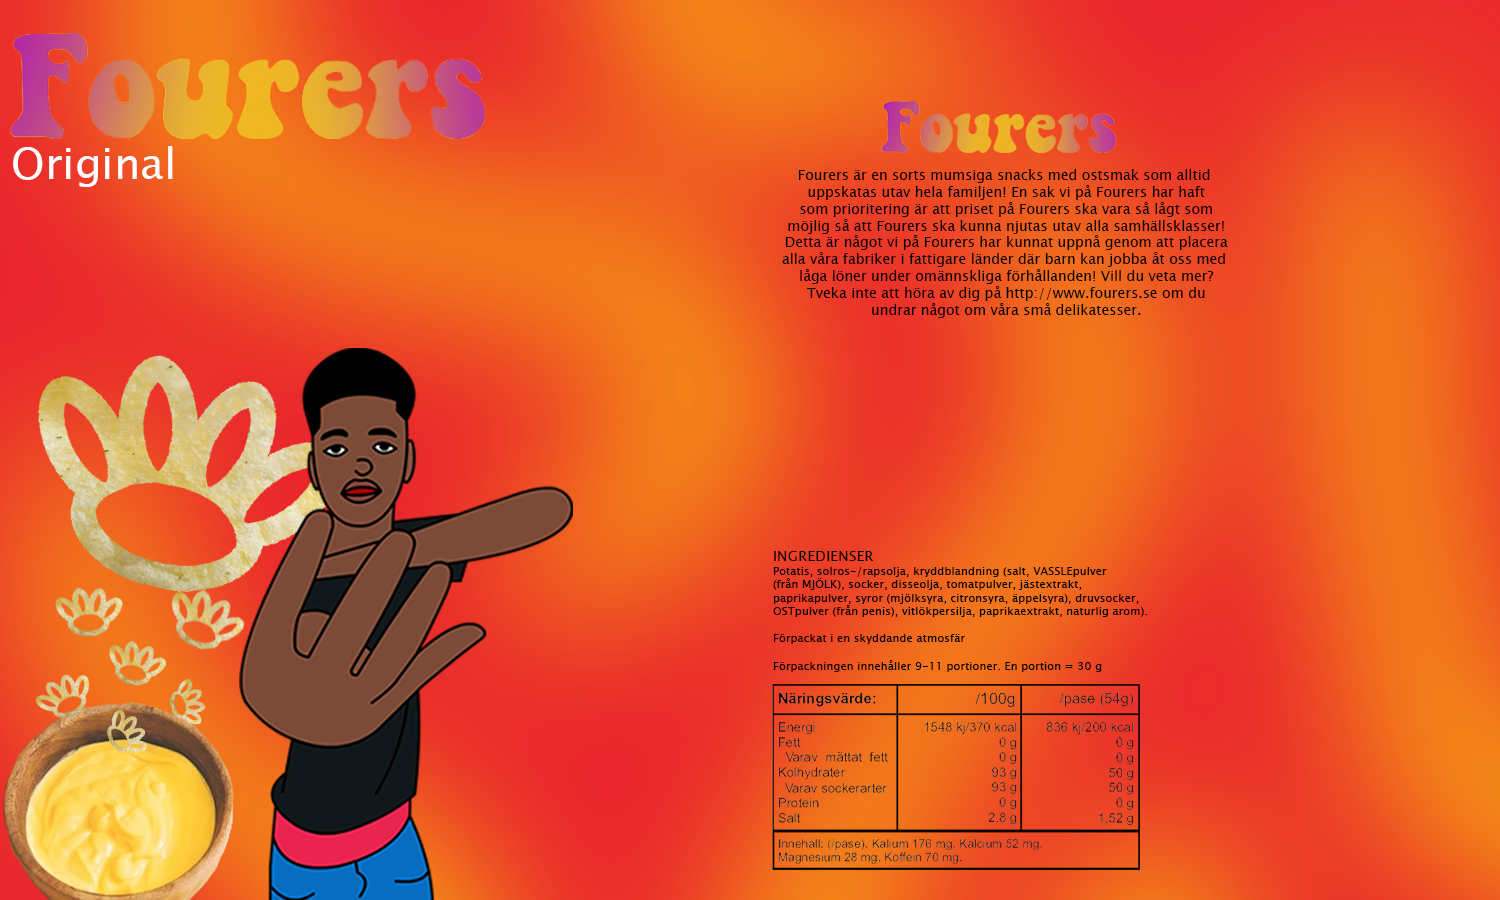 Fourers
Original
Fourers
Fourers är en sorts mumsiga snacks med ostsmak som alltid
uppskatas utav hela familjen! En sak vi på Fourers har haft
som prioritering är att priset på Fourers ska vara så lågt som
möjlig så att Fourers ska kunna njutas utav alla samhällsklasser!
Detta är något vi på Fourers har kunnat uppnå genom att placera
alla våra fabriker i fattigare länder där barn kan jobba åt oss med
låga löner under omännskliga förhållanden! Vill du veta mer?
Tveka inte att höra av dig på http://www.fourers.se om du
undrar något om våra små delikatesser.
INGREDIENSER
Potatis, solros-/rapsolja, kryddblandning (salt, VASSLEpulver
(från MJÖLK), socker, disseolja, tomatpulver, jästextrakt,
paprikapulver, syror (mjölksyra, citronsyra, äppelsyra), druvsocker,
OSTpulver (från penis), vitlökpersilja, paprikaextrakt, naturlig arom).
Förpackat i en skyddande atmosfär
Förpackningen innehåller 9-11 portioner. En portion = 30 g
Näringsvärde: /100g /påse (54g)
Energi 1548 kj/370 kcal 836 kj/200 kcal
Fett 0 g 0 g
Varav mättat fett 0 g 0 g
Kolhydrater 93 g 50 g
Varav sockerarter 93 g 50 g
Protein 0 g 0 g
Salt 2.8 g 1.52 g
Innehåll: (/påse). Kalium 176 mg. Kalcium 52 mg.
Magnesium 28 mg. Koffein 70 mg.